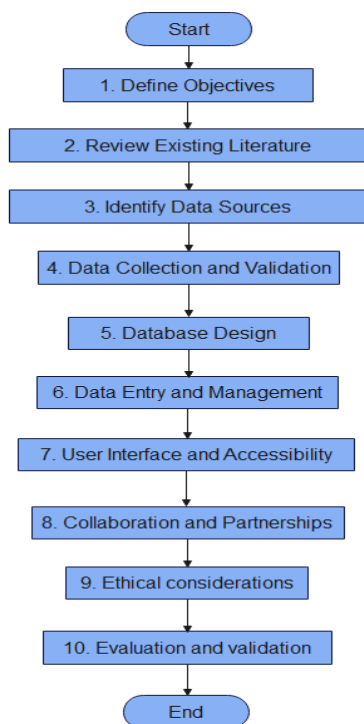 Start
1. Define Objectives
2. Review Existing Literature
3. Identify Data Sources
4. Data Collection and Validation
5. Database Design
6. Data Entry and Management
7. User Interface and Accessibility
8. Collaboration and Partnerships
9. Ethical considerations
10. Evaluation and validation
End